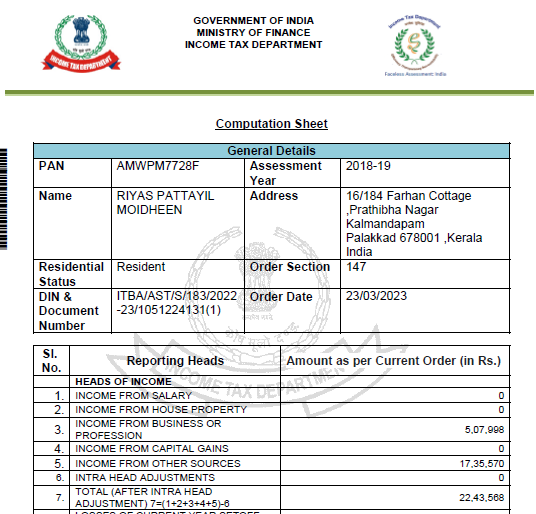 GOVERNMENT OF INDIA
MINISTRY OF FINANCE
INCOME TAX DEPARTMENT
INCOME TAX DEPARTMENT
Income Tax Department
Faceless Assessment India
Computation Sheet
General Details
PAN AMWPM7728F Assessment Year 2018-19
Name RIYAS PATTAYIL MOIDHEEN Address 16/184 Farhan Cottage
,Prathibha Nagar
Kalmandapam
Palakkad 678001 ,Kerala
India
Residential Status Resident Order Section 147
DIN & Document Number ITBA/AST/S/183/2022-23/1051224131(1) Order Date 23/03/2023
Sl. No. Reporting Heads Amount as per Current Order (in Rs.)
HEADS OF INCOME
1. INCOME FROM SALARY 0
2. INCOME FROM HOUSE PROPERTY 0
3. INCOME FROM BUSINESS OR PROFESSION 5,07,998
4. INCOME FROM CAPITAL GAINS 0
5. INCOME FROM OTHER SOURCES 17,35,570
6. INTRA HEAD ADJUSTMENTS 0
7. TOTAL (AFTER INTRA HEAD ADJUSTMENT) 7=(1+2+3+4+5)-6 22,43,568
INCOME TAX DEPARTMENT